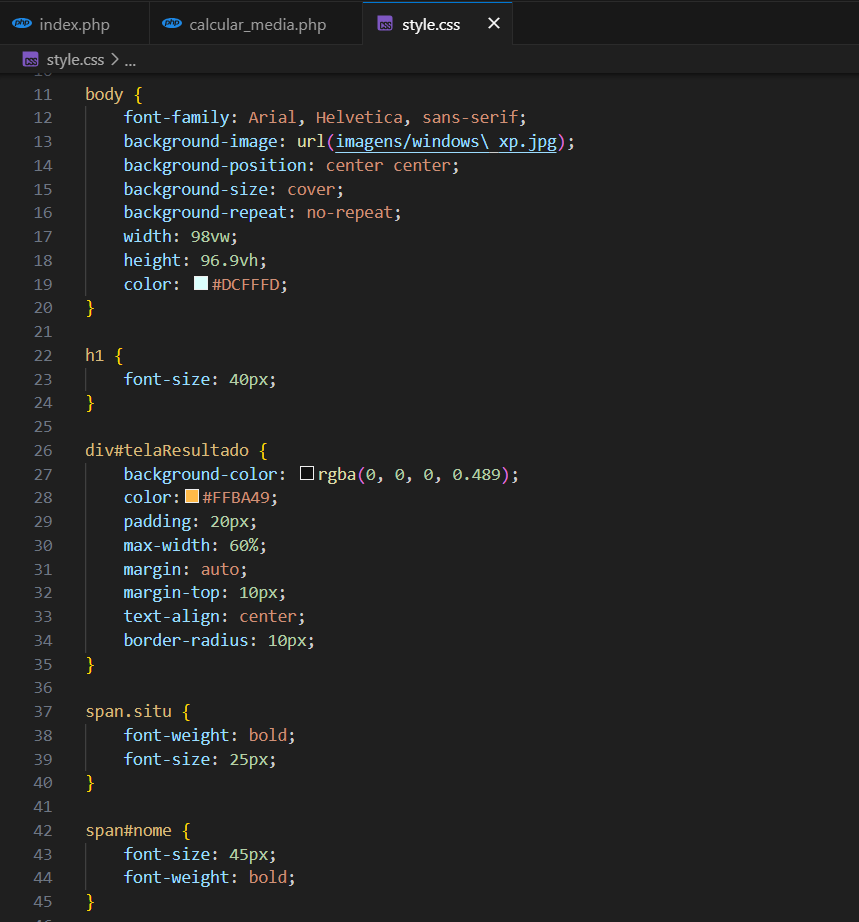 index.php calcular_media.php style.css ×
style.css > ...
10
11 body {
12     font-family: Arial, Helvetica, sans-serif;
13     background-image: url(imagens/windows\ xp.jpg);
14     background-position: center center;
15     background-size: cover;
16     background-repeat: no-repeat;
17     width: 98vw;
18     height: 96.9vh;
19     color: #DCFFFD;
20 }
21
22 h1 {
23     font-size: 40px;
24 }
25
26 div#telaResultado {
27     background-color: rgba(0, 0, 0, 0.489);
28     color:#FFBA49;
29     padding: 20px;
30     max-width: 60%;
31     margin: auto;
32     margin-top: 10px;
33     text-align: center;
34     border-radius: 10px;
35 }
36
37 span.situ {
38     font-weight: bold;
39     font-size: 25px;
40 }
41
42 span#nome {
43     font-size: 45px;
44     font-weight: bold;
45 }